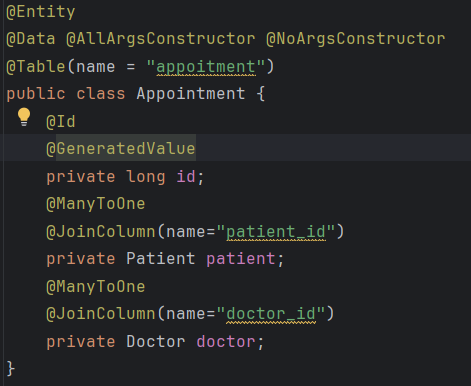 @Entity
@Data @AllArgsConstructor @NoArgsConstructor
@Table(name = "appoitment")
public class Appointment {
@Id
@GeneratedValue
private long id;
@ManyToOne
@JoinColumn(name="patient_id")
private Patient patient;
@ManyToOne
@JoinColumn(name="doctor_id")
private Doctor doctor;
}